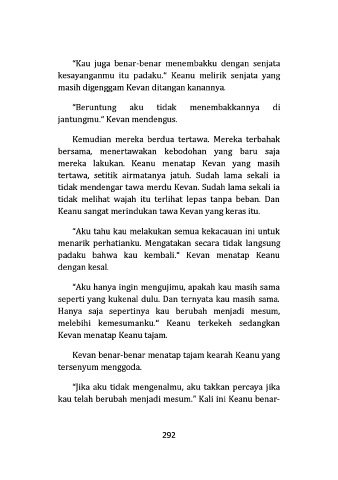 “Kau juga benar-benar menembakku dengan senjata
kesayanganmu itu padaku.” Keanu melirik senjata yang
masih digenggam Kevan ditangan kanannya.
“Beruntung aku tidak menembakkannya di
jantungmu.” Kevan mendengus.
Kemudian mereka berdua tertawa. Mereka terbahak
bersama, menertawakan kebodohan yang baru saja
mereka lakukan. Keanu menatap Kevan yang masih
tertawa, setitik airmatanya jatuh. Sudah lama sekali ia
tidak mendengar tawa merdu Kevan. Sudah lama sekali ia
tidak melihat wajah itu terlihat lepas tanpa beban. Dan
Keanu sangat merindukan tawa Kevan yang keras itu.
“Aku tahu kau melakukan semua kekacauan ini untuk
menarik perhatianku. Mengatakan secara tidak langsung
padaku bahwa kau kembali.” Kevan menatap Keanu
dengan kesal.
“Aku hanya ingin mengujimu, apakah kau masih sama
seperti yang kukenal dulu. Dan ternyata kau masih sama.
Hanya saja sepertinya kau berubah menjadi mesum,
melebihi kemesumanku.” Keanu terkekeh sedangkan
Kevan menatap Keanu tajam.
Kevan benar-benar menatap tajam kearah Keanu yang
tersenyum menggoda.
“Jika aku tidak mengenalmu, aku takkan percaya jika
kau telah berubah menjadi mesum.” Kali ini Keanu benar-
292